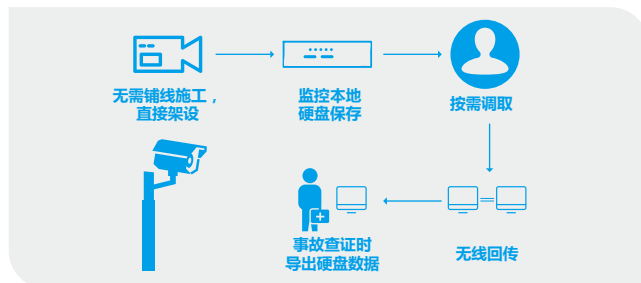 无需铺线施工，
直接架设
监控本地
硬盘保存
按需调取
事故查证时
导出硬盘数据
无线回传